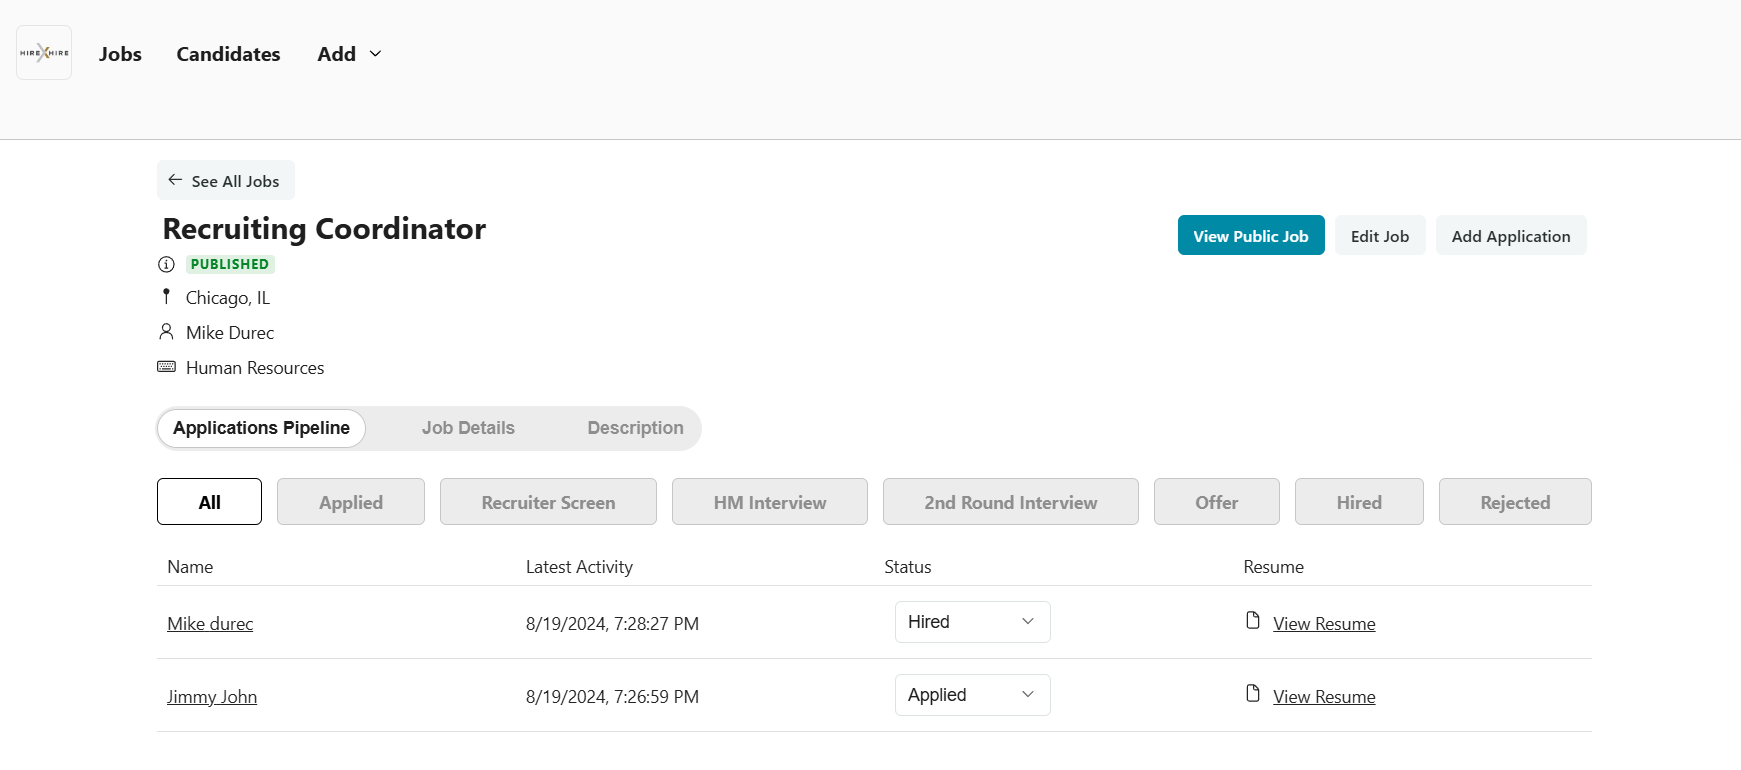 HIREXHIRE
Jobs Candidates Add
See All Jobs
Recruiting Coordinator
View Public Job Edit Job Add Application
PUBLISHED
Chicago, IL
Mike Durec
Human Resources
Applications Pipeline Job Details Description
All Applied Recruiter Screen HM Interview 2nd Round Interview Offer Hired Rejected
Name Latest Activity Status Resume
Mike durec 8/19/2024, 7:28:27 PM Hired View Resume
Jimmy John 8/19/2024, 7:26:59 PM Applied View Resume